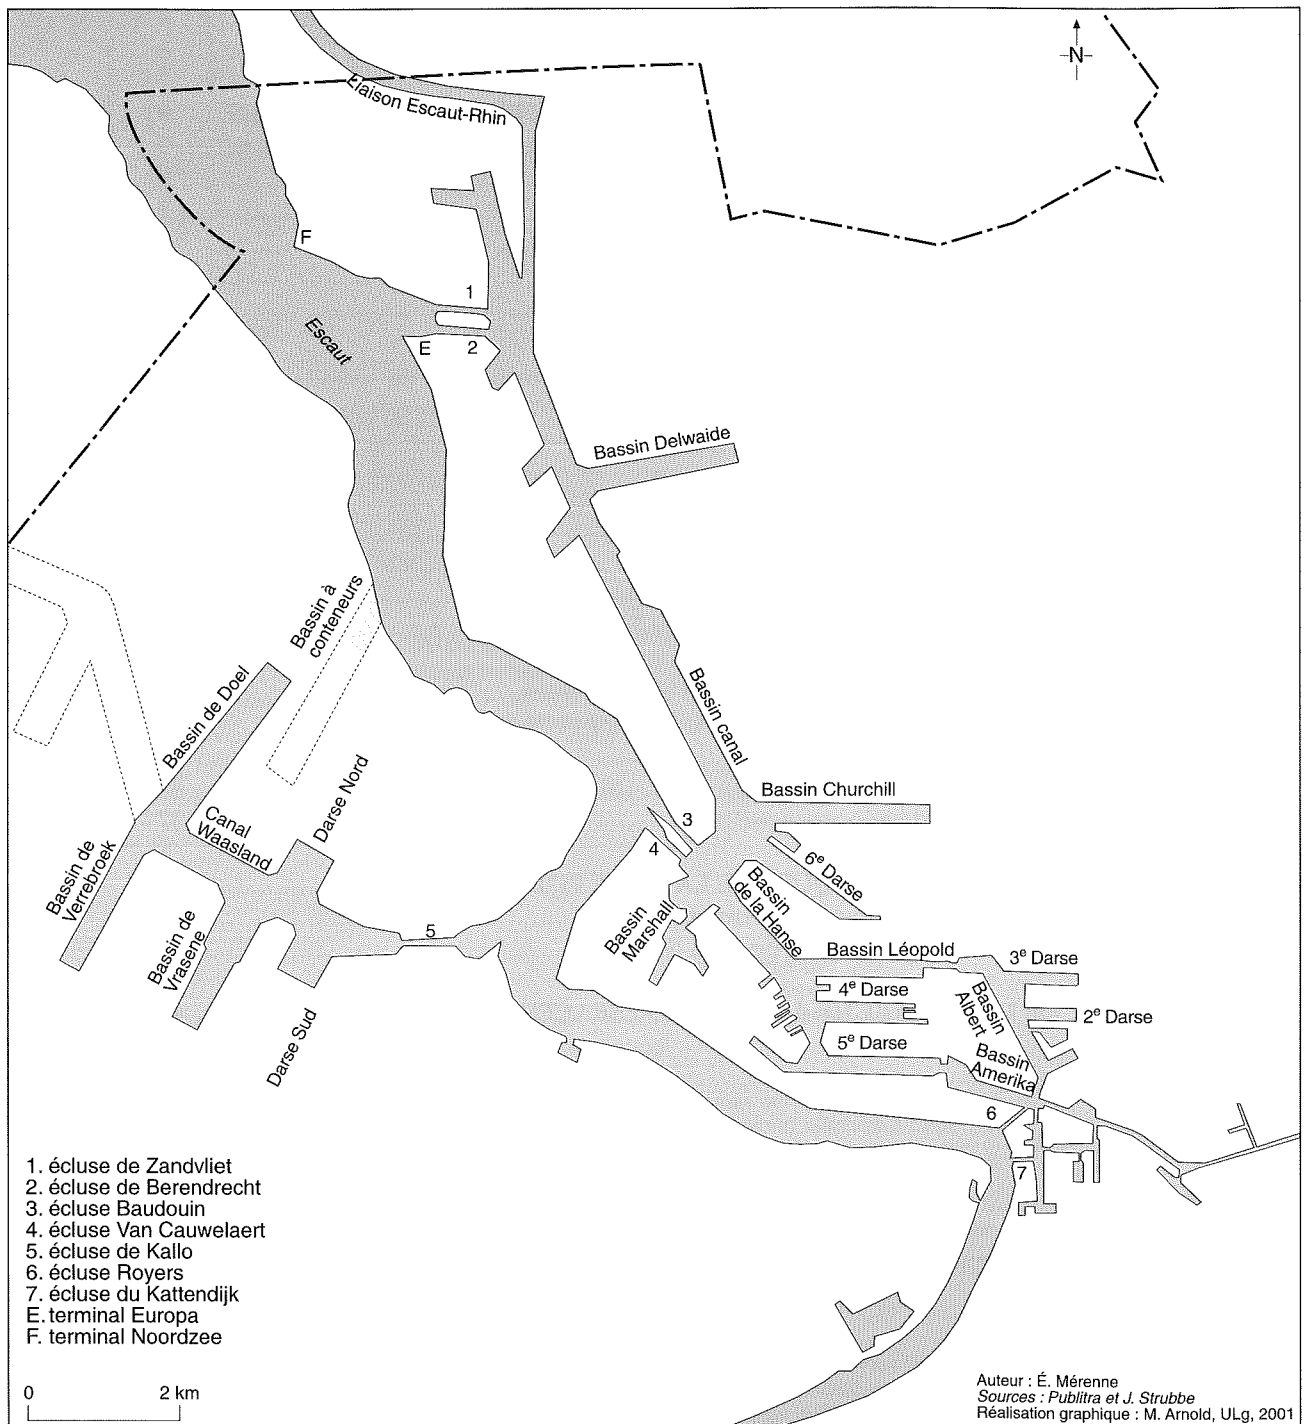 N
Liaison Escaut-Rhin
F
1
Escaut
E
2
Bassin Delwaide
Bassin à
conteneurs
Bassin de Doel
Bassin canal
Bassin Churchill
Darse Nord
Canal
Waasland
3
4
6e Darse
Bassin de
Verrebroek
Bassin
de la Hanse
Bassin
Marshall
Bassin de
Vrasene
5
Bassin Léopold
3e Darse
4e Darse
Bassin
Albert
2e Darse
Darse Sud
5e Darse
Bassin
Amerika
6
7
1. écluse de Zandvliet
2. écluse de Berendrecht
3. écluse Baudouin
4. écluse Van Cauwelaert
5. écluse de Kallo
6. écluse Royers
7. écluse du Kattendijk
E. terminal Europa
F. terminal Noordzee
0 2 km
Auteur : É. Mérenne
Sources : Publitra et J. Strubbe
Réalisation graphique : M. Arnold, ULg, 2001